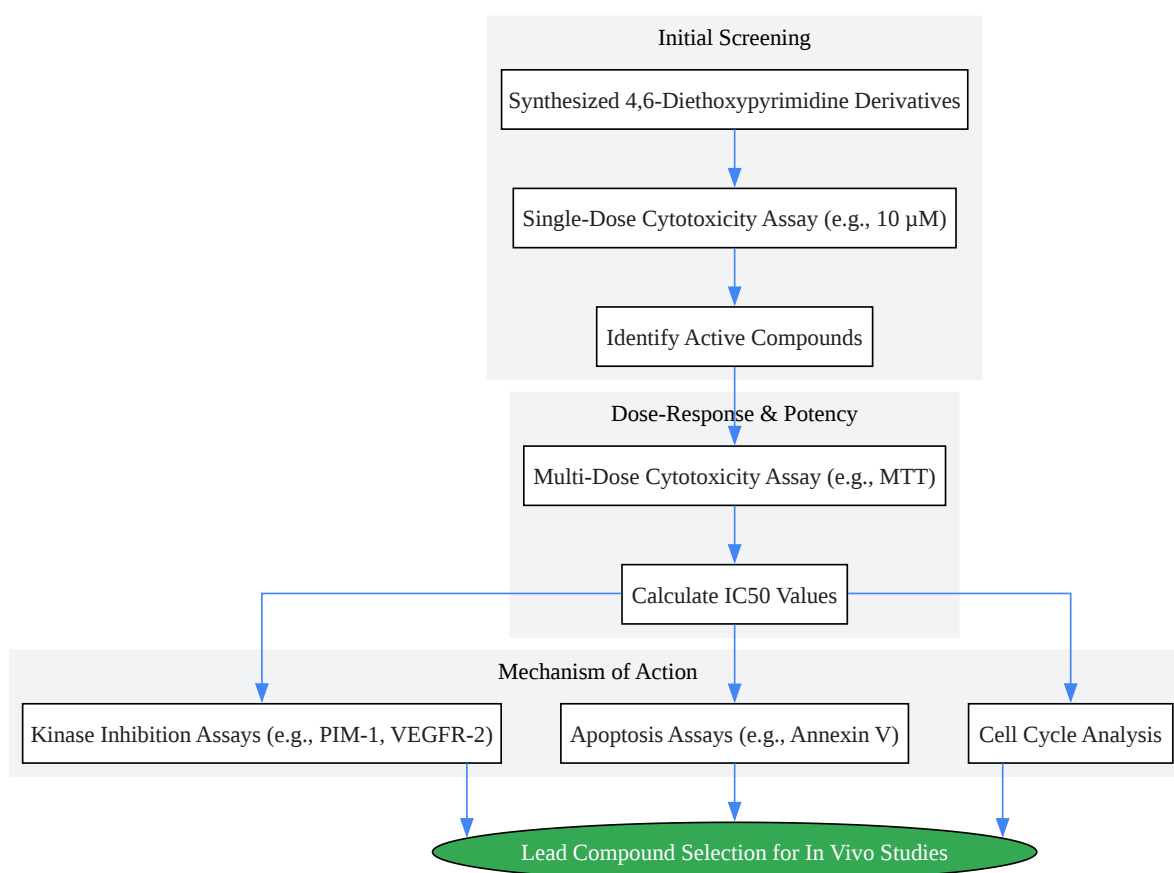 Initial Screening
Synthesized 4,6-Diethoxypyrimidine Derivatives
Single-Dose Cytotoxicity Assay (e.g., 10 µM)
Identify Active Compounds
Dose-Response & Potency
Multi-Dose Cytotoxicity Assay (e.g., MTT)
Calculate IC50 Values
Mechanism of Action
Kinase Inhibition Assays (e.g., PIM-1, VEGFR-2)
Apoptosis Assays (e.g., Annexin V)
Cell Cycle Analysis
Lead Compound Selection for In Vivo Studies